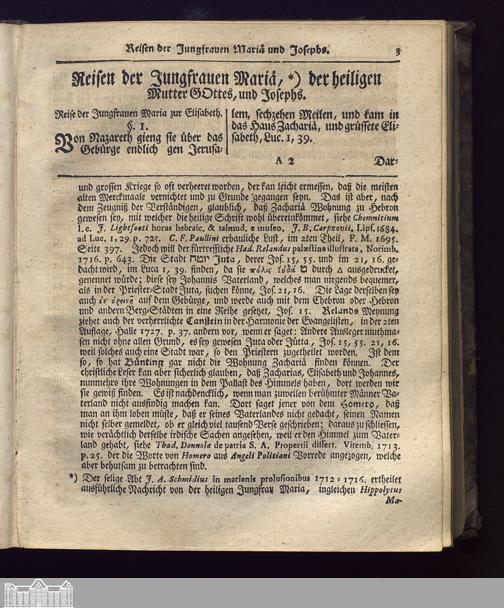 Reisen der Jungfrauen Mariä und Josephs. 3
Reisen der Jungfrauen Mariä, *) der heiligen
Mutter GOttes, und Josephs.
Reise der Jungfrauen Maria zur Elisabeth.
§. 1.
Von Nazareth gieng sie über das
Gebürge endlich gen Jerusa-
lem, sechzehen Meilen, und kam in
das Haus Zachariä, und grüssete Eli-
sabeth, Luc. 1, 39.
A 2 Dar-
und grossen Kriege so oft verheeret worden, der kan leicht ermessen, daß die meisten
alten Merckmaale vernichtet und zu Grunde gegangen seyn. Das ist aber, nach
dem Zeugniß der Verständigen, glaublich, daß Zachariä Wohnung zu Hebron
gewesen sey, mit welcher die heilige Schrift wohl übereinkömmet, siehe Chemnitium
l. c. J. Lightfooti horas hebraic. & talmud. e museo. J. B. Carpzovii, Lips. 1684.
ad Luc. 1, 29. p. 725. C. F. Paullini erbauliche Lust, im 2ten Theil, F. M. 1695.
Seite 397. Jedoch will der fürtreffliche Had. Relandus palæstina illustrata, Norimb.
1716. p. 643. Die Stadt יוטה Juta, derer Jos. 15, 55. und im 21, 16. ge-
dacht wird, im Luca 1, 39. finden, da sie πόλις Ἰούδα ט durch Δ ausgedrucket,
genennet würde; diese sey Johannis Vaterland, welches man nirgends bequemer,
als in der Priester-Stadt Juta, suchen könne, Jos. 21, 16. Die Lage derselben sey
auch ἐν ὀρεινῇ auf dem Gebürge, und werde auch mit dem Chebron oder Hebron
und andern Berg-Städten in eine Reihe gesetzet, Jos. 15. Relands Meynung
ziehet auch der verherrlichte Canstein in der Harmonie der Evangelisten, in der 2ten
Auflage, Halle 1727. p. 37. andern vor, wenn er saget: Andere Ausleger muthma-
sen nicht ohne allen Grund, es sey gewesen Juta oder Jütta, Jos. 15, 55. 21, 16.
weil solches auch eine Stadt war, so den Priestern zugetheilet worden. Ist dem
so, so hat Bünting gar nicht die Wohnung Zachariä finden können. Der
christliche Leser kan aber sicherlich glauben, daß Zacharias, Elisabeth und Johannes,
nunmehro ihre Wohnungen in dem Pallast des Himmels haben, dort werden wir
sie gewiß finden. Es ist nachdencklich, wenn man zuweilen berühmter Männer Va-
terland nicht ausfindig machen kan. Dort saget jener von dem Homero, daß
man an ihm loben müste, daß er seines Vaterlandes nicht gedacht, seinen Namen
nicht selber gemeldet, ob er gleich viel tausend Verse geschrieben; daraus zu schliessen,
wie verächtlich derselbe irdische Sachen angesehen, weil er den Himmel zum Vater-
land gehabt, siehe Thad. Donnola de patria S. A. Propertii dissert. Vitemb. 1713.
p. 25. der die Worte von Homero aus Angeli Politiani Vorrede angezogen, welche
aber behutsam zu betrachten sind.
*) Der selige Abt J. A. Schmidius in marionis prolusionibus 1712=1716. ertheilet
ausführliche Nachricht von der heiligen Jungfrau Maria, ingleichen Hippolytus
Ma-